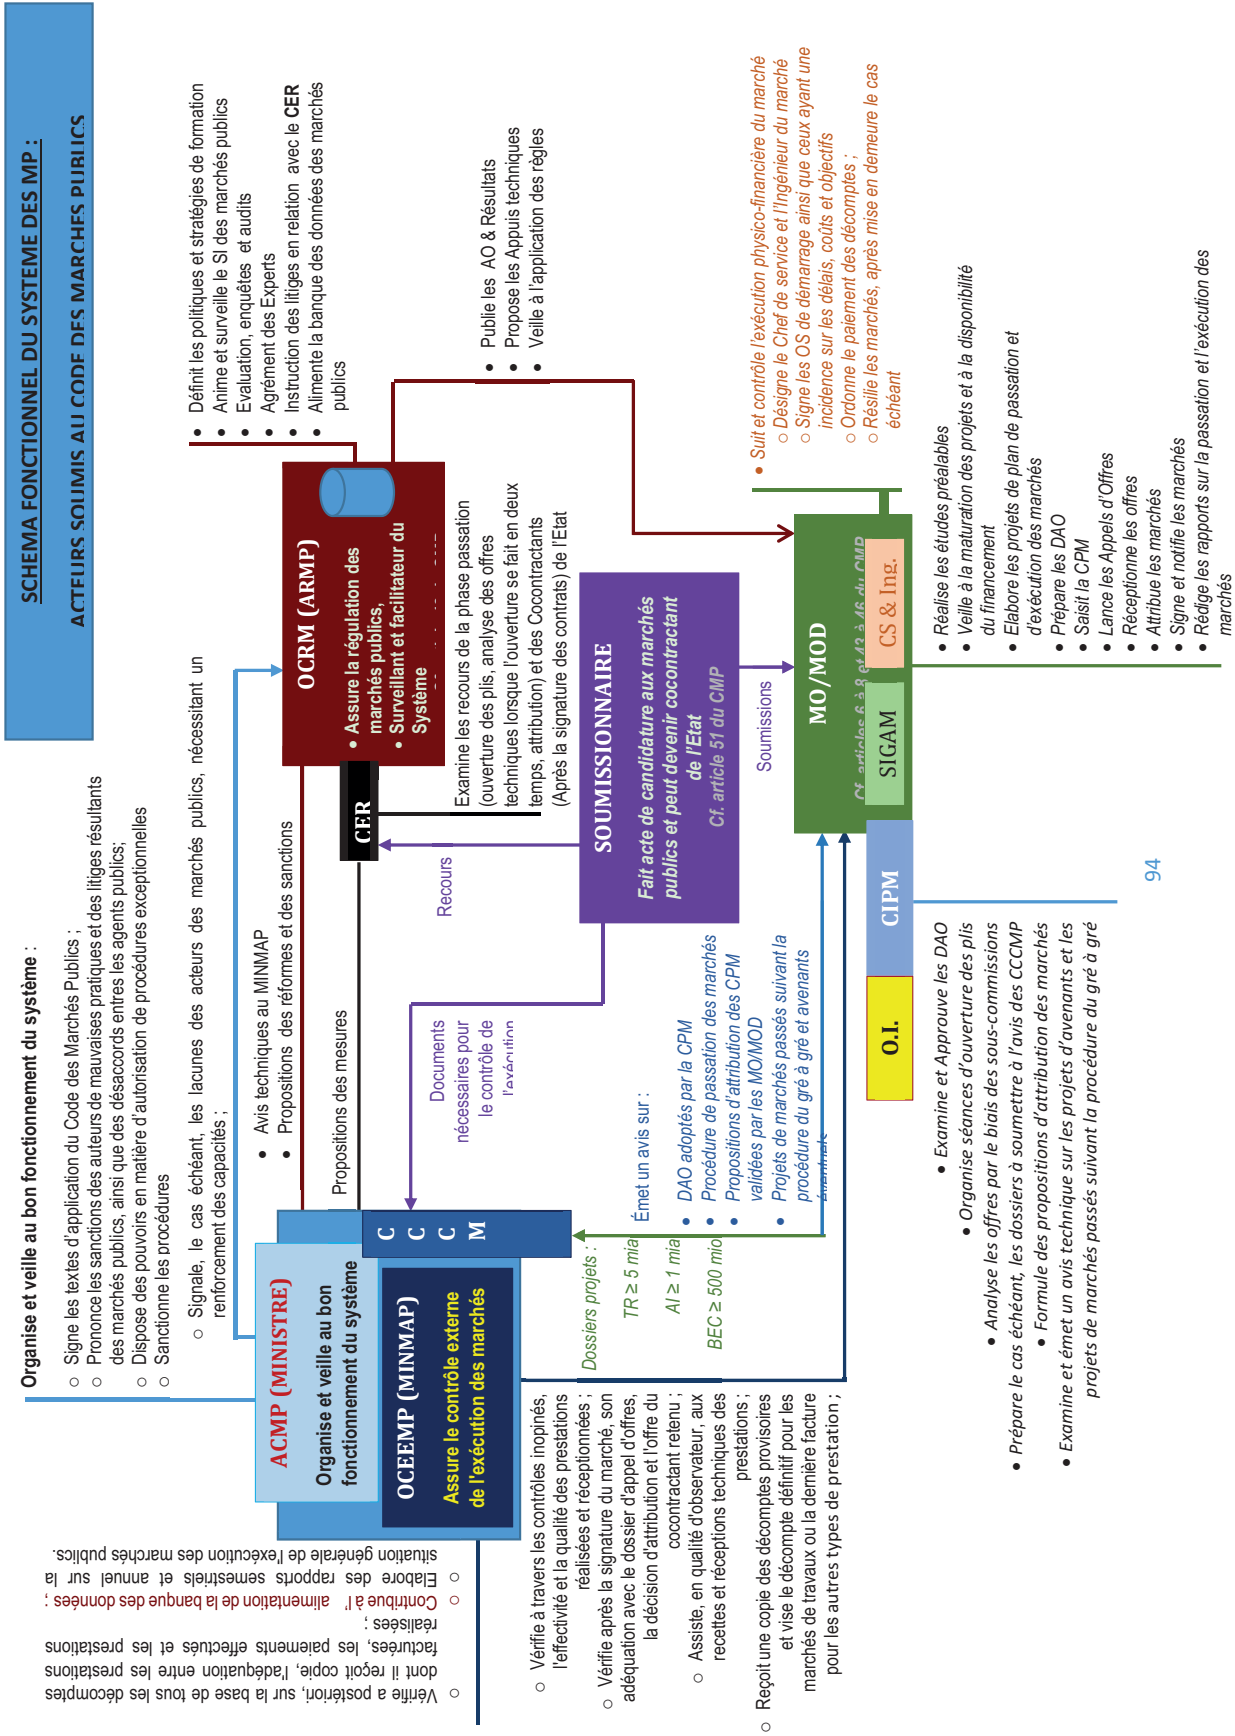 SCHEMA FONCTIONNEL DU SYSTEME DES MP :
ACTEURS SOUMIS AU CODE DES MARCHES PUBLICS
Organise et veille au bon fonctionnement du système :
○ Signe les textes d'application du Code des Marchés Publics ;
○ Prononce les sanctions des auteurs de mauvaises pratiques et des litiges résultants
des marchés publics, ainsi que des désaccords entres les agents publics;
○ Dispose des pouvoirs en matière d'autorisation de procédures exceptionnelles
○ Sanctionne les procédures
○ Signale, le cas échéant, les lacunes des acteurs des marchés publics, nécessitant un
renforcement des capacités ;
• Avis techniques au MINMAP
• Propositions des réformes et des sanctions
Propositions des mesures
• Définit les politiques et stratégies de formation
• Anime et surveille le SI des marchés publics
• Evaluation, enquêtes et audits
• Agrément des Experts
• Instruction des litiges en relation avec le CER
• Alimente la banque des données des marchés
publics
○ Vérifie a postériori, sur la base de tous les décomptes
dont il reçoit copie, l'adéquation entre les prestations
facturées, les paiements effectués et les prestations
réalisées ;
○ Contribue à l' alimentation de la banque des données ;
○ Elabore des rapports semestriels et annuel sur la
situation générale de l'exécution des marchés publics.
ACMP (MINISTRE)
Organise et veille au bon
fonctionnement du système
OCEEMP (MINMAP)
Assure le contrôle externe
de l'exécution des marchés
C
C
C
M
OCRM (ARMP)
• Assure la régulation des
marchés publics,
• Surveillant et facilitateur du
Système
CER
Examine les recours de la phase passation
(ouverture des plis, analyse des offres
techniques lorsque l'ouverture se fait en deux
temps, attribution) et des Cocontractants
(Après la signature des contrats) de l'Etat
Recours
Documents
nécessaires pour
le contrôle de
l'exécution
• Publie les AO & Résultats
• Propose les Appuis techniques
• Veille à l'application des règles
SOUMISSIONNAIRE
Fait acte de candidature aux marchés
publics et peut devenir cocontractant
de l'Etat
Cf. article 51 du CMP
Soumissions
Dossiers projets :
TR ≥ 5 mia
AI ≥ 1 mia
BEC ≥ 500 mio
Émet un avis sur :
• DAO adoptés par la CPM
• Procédure de passation des marchés
• Propositions d'attribution des CPM
validées par les MO/MOD
• Projets de marchés passés suivant la
procédure du gré à gré et avenants
éventuels
○ Vérifie à travers les contrôles inopinés,
l'effectivité et la qualité des prestations
réalisées et réceptionnées ;
○ Vérifie après la signature du marché, son
adéquation avec le dossier d'appel d'offres,
la décision d'attribution et l'offre du
cocontractant retenu ;
○ Assiste, en qualité d'observateur, aux
recettes et réceptions techniques des
prestations ;
○ Reçoit une copie des décomptes provisoires
et vise le décompte définitif pour les
marchés de travaux ou la dernière facture
pour les autres types de prestation ;
• Suit et contrôle l'exécution physico-financière du marché
○ Désigne le Chef de service et l'Ingénieur du marché
○ Signe les OS de démarrage ainsi que ceux ayant une
incidence sur les délais, coûts et objectifs
○ Ordonne le paiement des décomptes ;
○ Résilie les marchés, après mise en demeure le cas
échéant
MO/MOD
Cf. articles 6 à 8 et 43 à 46 du CMP
SIGAM
CS & Ing.
CIPM
O.I.
• Réalise les études préalables
• Veille à la maturation des projets et à la disponibilité
du financement
• Elabore les projets de plan de passation et
d'exécution des marchés
• Prépare les DAO
• Saisit la CPM
• Lance les Appels d'Offres
• Réceptionne les offres
• Attribue les marchés
• Signe et notifie les marchés
• Rédige les rapports sur la passation et l'exécution des
marchés
• Examine et Approuve les DAO
• Organise séances d'ouverture des plis
• Analyse les offres par le biais des sous-commissions
• Prépare le cas échéant, les dossiers à soumettre à l'avis des CCCMP
• Formule des propositions d'attribution des marchés
• Examine et émet un avis technique sur les projets d'avenants et les
projets de marchés passés suivant la procédure du gré à gré
94